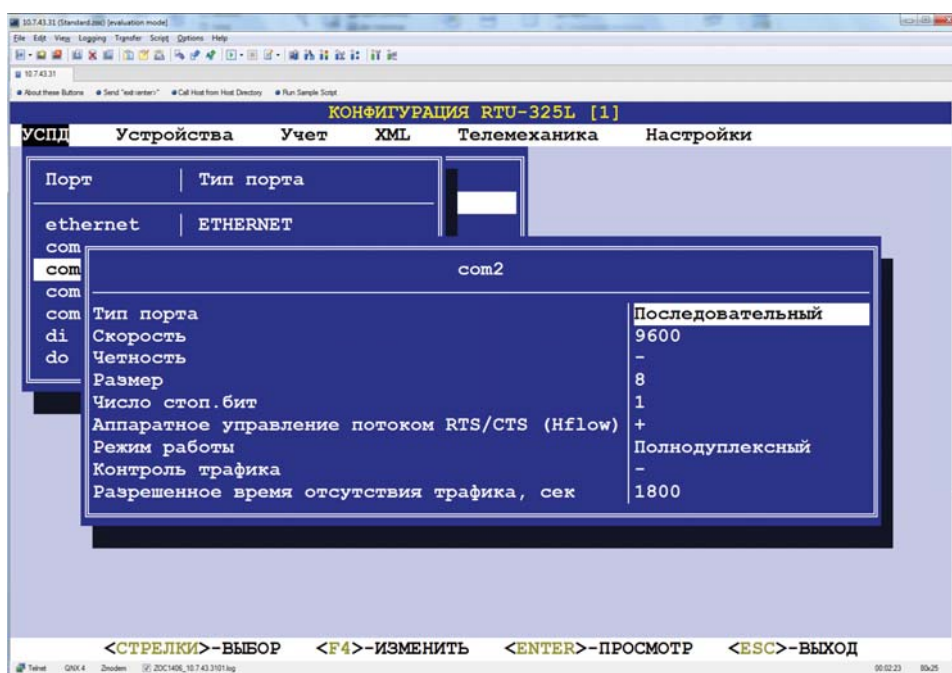 10.7.43.31 (Standard.zoc) [evaluation mode]
File Edit View Logging Transfer Script Options Help
10.7.43.31
About these Buttons Send "exit<enter>" Call Host from Host Directory Run Sample Script
КОНФИГУРАЦИЯ RTU-325L [1]
УСПД Устройства Учет XML Телемеханика Настройки
Порт | Тип порта
ethernet | ETHERNET
com
com
com
com
di
do
com2
Тип порта Последовательный
Скорость 9600
Четность -
Размер 8
Число стоп.бит 1
Аппаратное управление потоком RTS/CTS (Hflow) +
Режим работы Полнодуплексный
Контроль трафика -
Разрешенное время отсутствия трафика, сек 1800
<СТРЕЛКИ>-ВЫБОР <F4>-ИЗМЕНИТЬ <ENTER>-ПРОСМОТР <ESC>-ВЫХОД
Telnet QNX4 Zmodem ZOC1406_10.7.43.3101.log 00:02:23 80x25